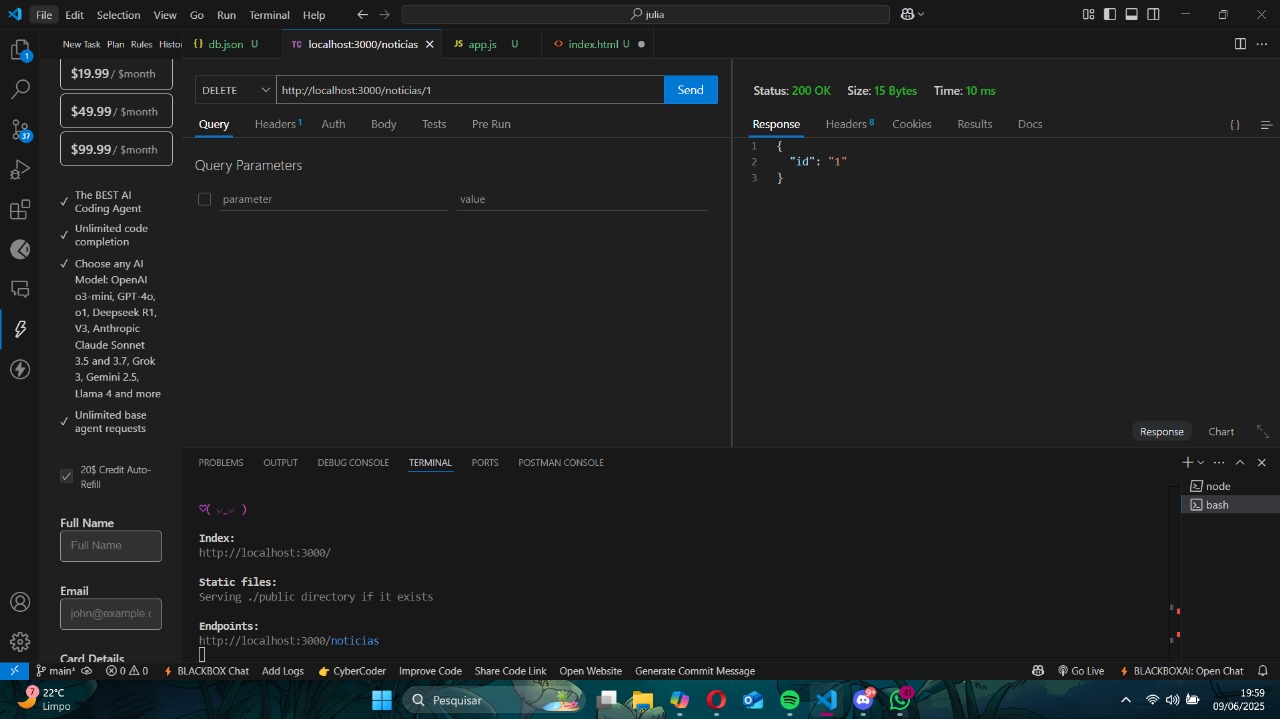 File Edit Selection View Go Run Terminal Help
julia
New Task Plan Rules Histor
db.json U
TC localhost:3000/noticias
JS app.js U
<> index.html U
$19.99 / $month
$49.99 / $month
$99.99 / $month
The BEST AI
Coding Agent
Unlimited code
completion
Choose any AI
Model: OpenAI
o3-mini, GPT-4o,
o1, Deepseek R1,
V3, Anthropic
Claude Sonnet
3.5 and 3.7, Grok
3, Gemini 2.5,
Llama 4 and more
Unlimited base
agent requests
20$ Credit Auto-
Refill
Full Name
Full Name
Email
john@example.c
Card Details
DELETE
http://localhost:3000/noticias/1
Send
Query Headers 1 Auth Body Tests Pre Run
Query Parameters
parameter value
Status: 200 OK Size: 15 Bytes Time: 10 ms
Response Headers 8 Cookies Results Docs
{}
1 {
2 "id": "1"
3 }
Response Chart
PROBLEMS OUTPUT DEBUG CONSOLE TERMINAL PORTS POSTMAN CONSOLE
♡( ᴗ_ᴗ )
Index:
http://localhost:3000/
Static files:
Serving ./public directory if it exists
Endpoints:
http://localhost:3000/noticias
node
bash
1
37
main* 0 0 BLACKBOX Chat Add Logs 👉 CyberCoder Improve Code Share Code Link Open Website Generate Commit Message
Go Live BLACKBOXAI: Open Chat
7
22°C
Limpo
Pesquisar
9+
19:59
09/06/2025